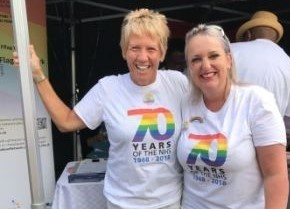 70
YEARS
OF THE NHS
1948 - 2018
70
YEARS
OF THE NHS
1948 - 2018